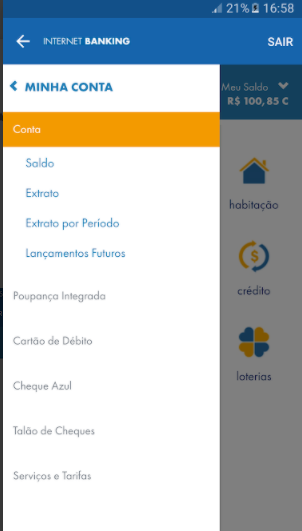 21% 16:58
INTERNET BANKING
SAIR
MINHA CONTA
Meu Saldo
R$ 100,85 C
Conta
Saldo
Extrato
Extrato por Período
Lançamentos Futuros
Poupança Integrada
Cartão de Débito
Cheque Azul
Talão de Cheques
Serviços e Tarifas
habitação
crédito
loterias